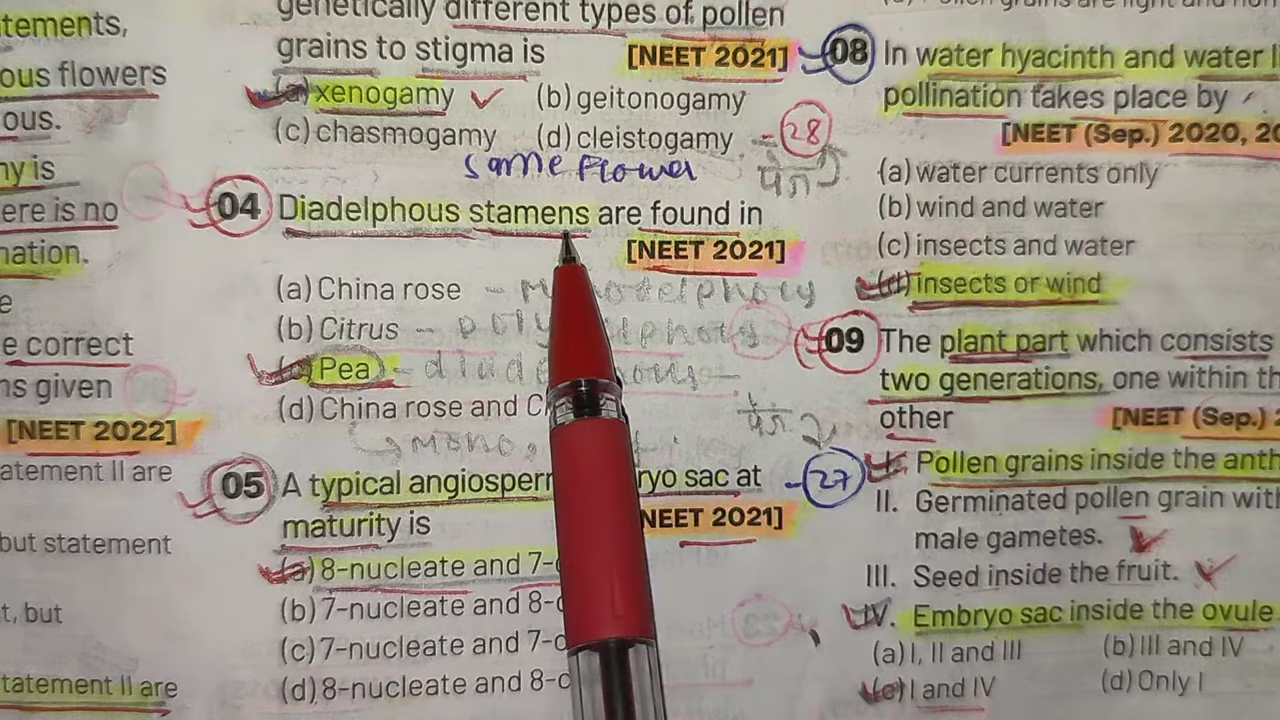 tements,
ous flowers
ous.
ny is
ere is no
nation.
e
e correct
ns given
[NEET 2022]
atement II are
but statement
t, but
tatement II are
genetically different types of pollen
grains to stigma is [NEET 2021]
(a) xenogamy (b) geitonogamy
(c) chasmogamy (d) cleistogamy
28
same flower
04 Diadelphous stamens are found in
[NEET 2021]
(a) China rose
(b) Citrus -
(c) Pea -
(d) China rose and C
mono,
05 A typical angiosper ryo sac at
27
maturity is NEET 2021]
(a) 8-nucleate and 7-c
(b) 7-nucleate and 8-c
(c) 7-nucleate and 7-c
(d) 8-nucleate and 8-c
08 In water hyacinth and water l
pollination takes place by
[NEET (Sep.) 2020, 20
(a) water currents only
(b) wind and water
(c) insects and water
(d) insects or wind
09 The plant part which consists
two generations, one within th
other [NEET (Sep.)
I. Pollen grains inside the anth
II. Germinated pollen grain wit
male gametes.
III. Seed inside the fruit.
IV. Embryo sac inside the ovule
(a) I, II and III (b) III and IV
(c) I and IV (d) Only I